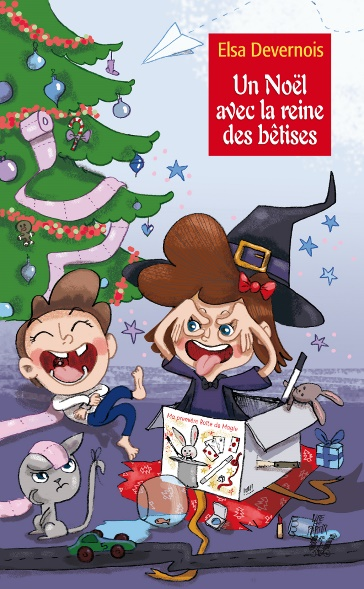 Elsa Devernois
Un Noël
avec la reine
des bêtises
Ma première Boîte de Magie